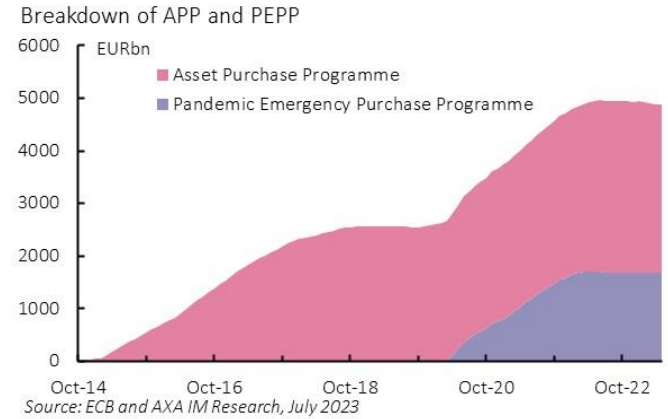 Breakdown of APP and PEPP
6000
EURbn
Asset Purchase Programme
5000
Pandemic Emergency Purchase Programme
4000
3000
2000
1000
0
Oct-14 Oct-16 Oct-18 Oct-20 Oct-22
Source: ECB and AXA IM Research, July 2023